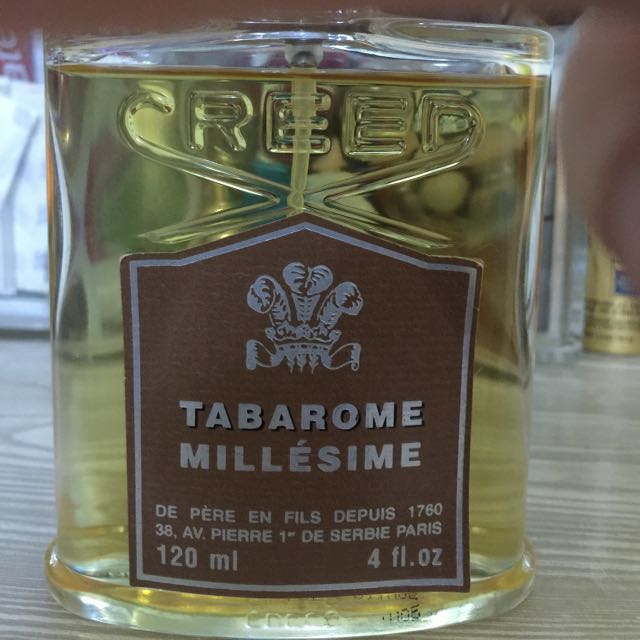 CREED
TABAROME
MILLÉSIME
DE PÈRE EN FILS DEPUIS 1760
38, AV. PIERRE 1er DE SERBIE PARIS
120 ml 4 fl.oz